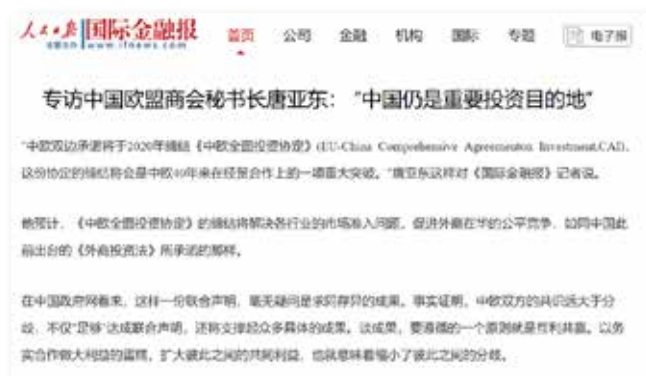 人民网 国际金融报 首页 公司 金融 机构 国际 专题 电子报
www.ifnews.com
专访中国欧盟商会秘书长唐亚东：“中国仍是重要投资目的地”
“中欧双边承诺将于2020年缔结《中欧全面投资协定》(EU-China Comprehensive Agreementon Investment,CAI)，
这份协定的缔结将会是中欧40年来在经贸合作上的一项重大突破。”唐亚东这样对《国际金融报》记者说。
他预计，《中欧全面投资协定》的缔结将解决各行业的市场准入问题，促进外商在华的公平竞争，如同中国此
前出台的《外商投资法》所承诺的那样。
在中国政府网看来，这样一份联合声明，毫无疑问是求同存异的成果。事实证明，中欧双方的共识远大于分
歧，不仅“足够”达成联合声明，还将支撑起众多具体的成果。这成果，要遵循的一个原则就是互利共赢。以务
实合作做大利益的蛋糕，扩大彼此之间的共同利益，也就意味着缩小了彼此之间的分歧。